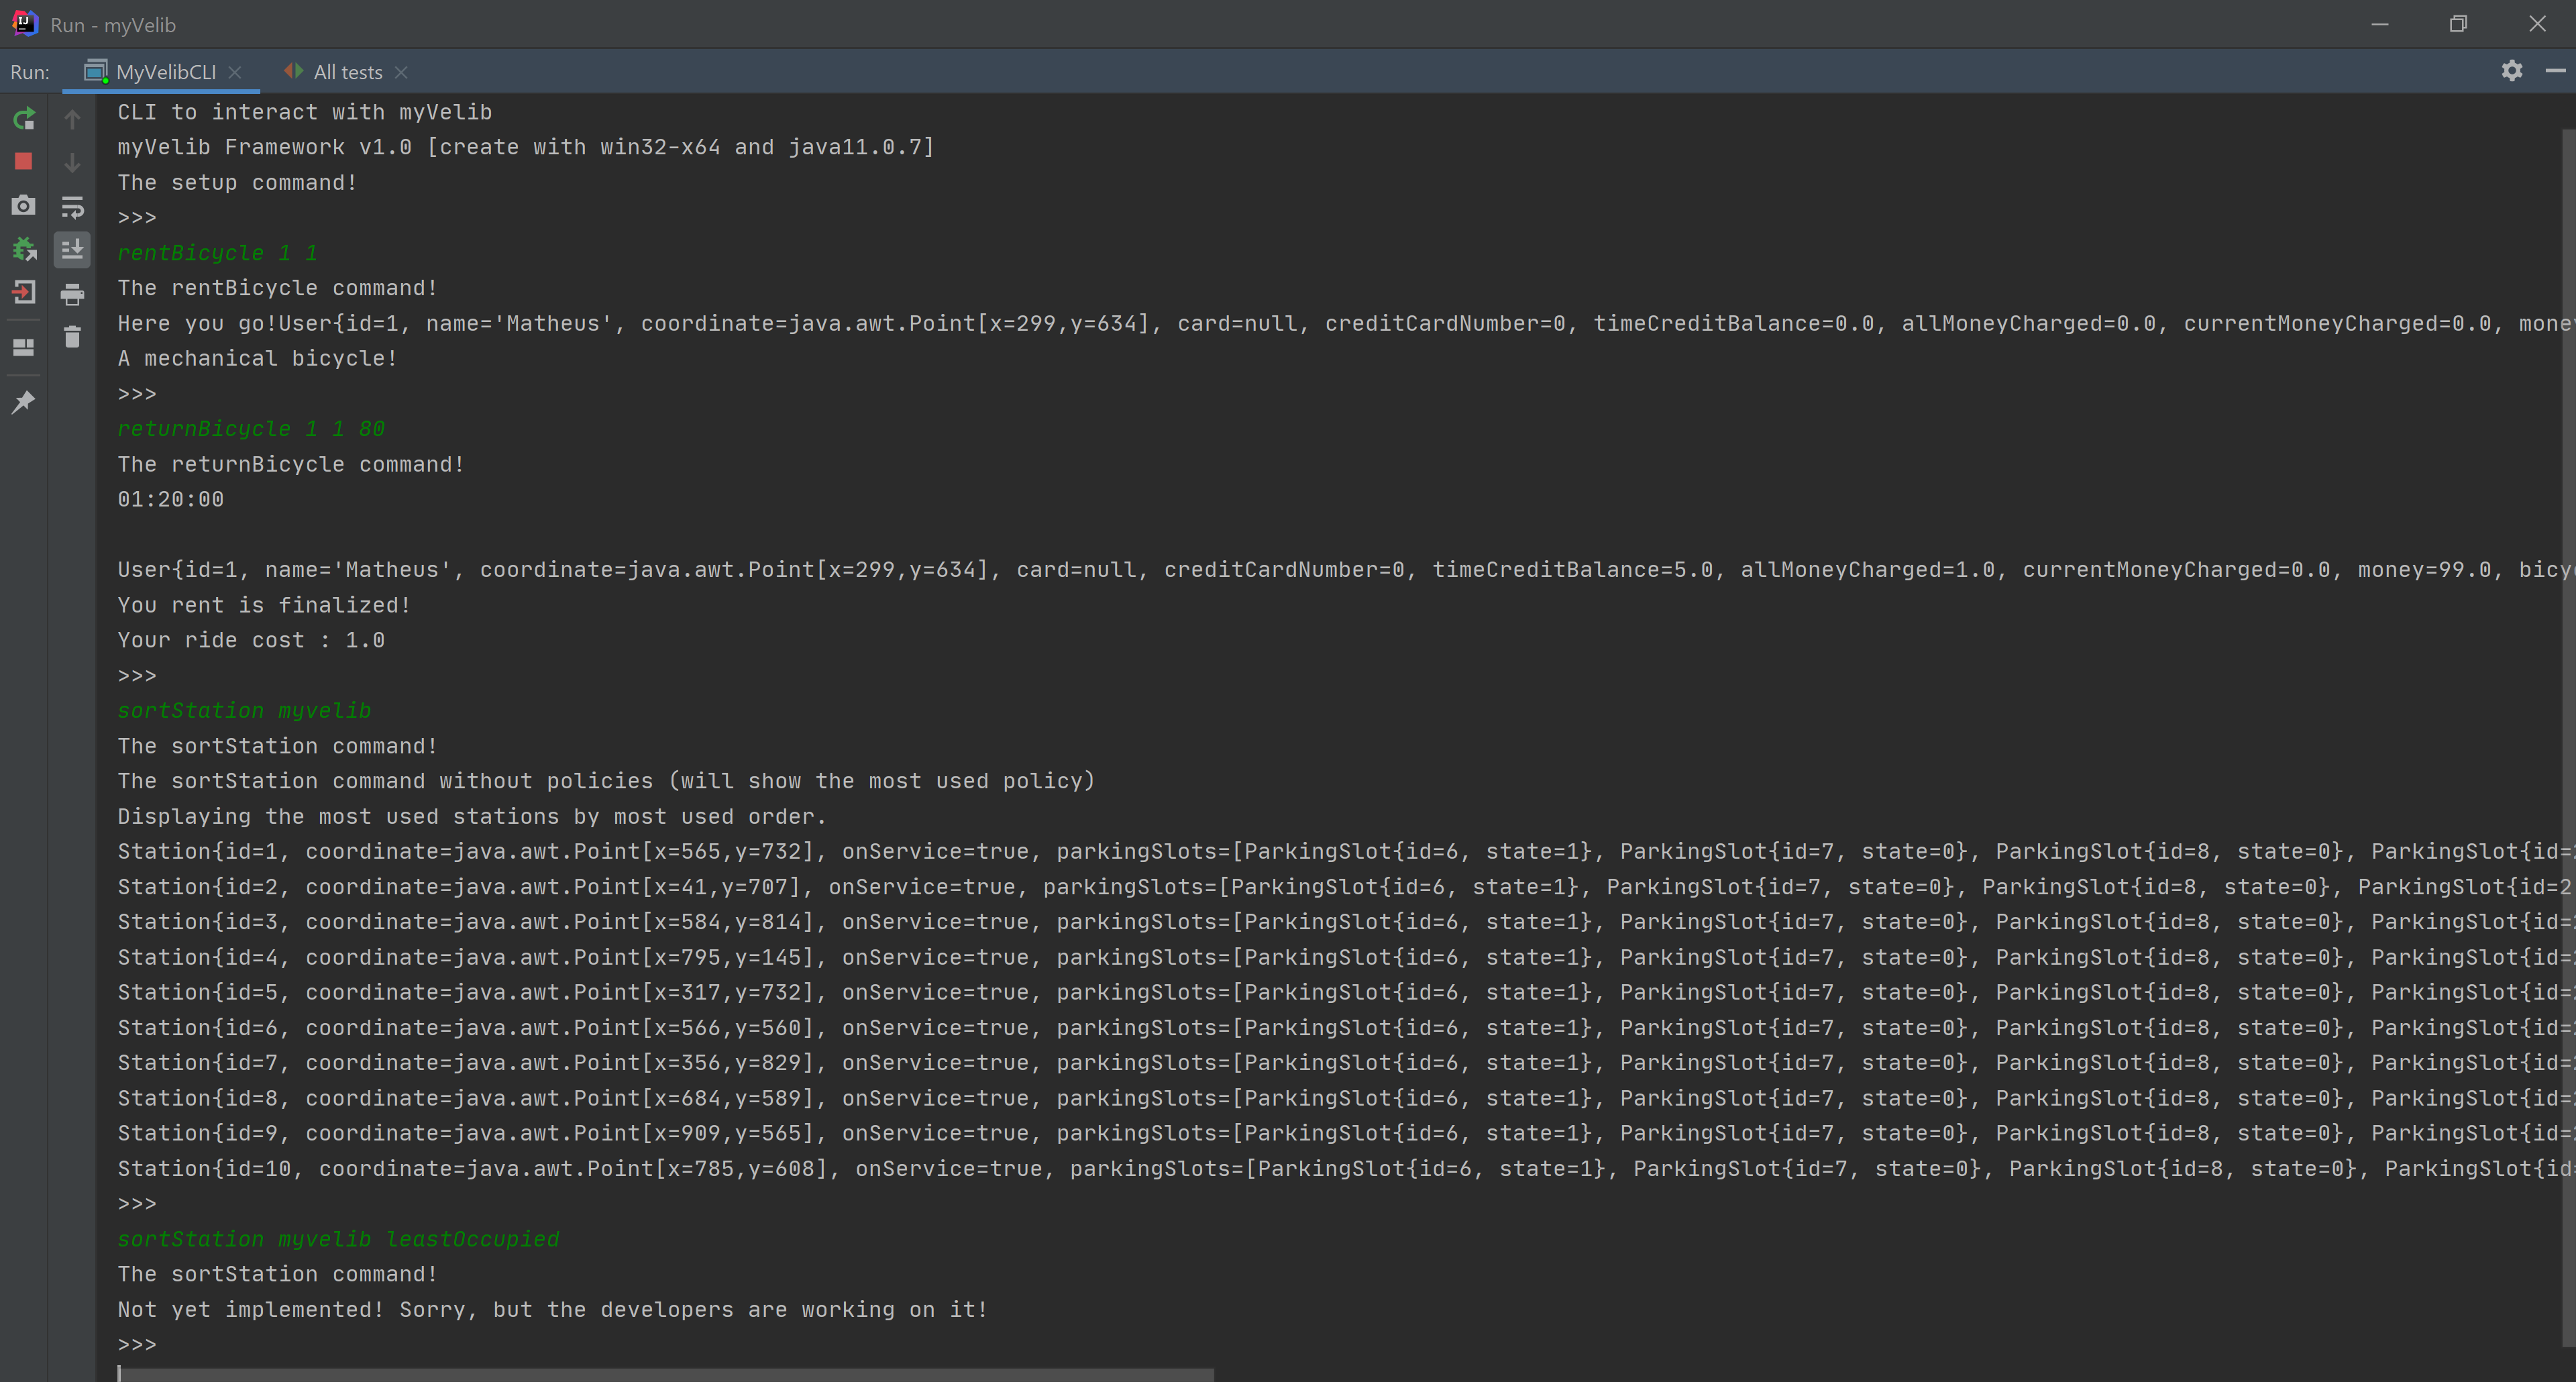 Run - myVelib
Run: MyVelibCLI All tests
CLI to interact with myVelib
myVelib Framework v1.0 [create with win32-x64 and java11.0.7]
The setup command!
>>>
rentBicycle 1 1
The rentBicycle command!
Here you go!User{id=1, name='Matheus', coordinate=java.awt.Point[x=299,y=634], card=null, creditCardNumber=0, timeCreditBalance=0.0, allMoneyCharged=0.0, currentMoneyCharged=0.0, money
A mechanical bicycle!
>>>
returnBicycle 1 1 80
The returnBicycle command!
01:20:00
User{id=1, name='Matheus', coordinate=java.awt.Point[x=299,y=634], card=null, creditCardNumber=0, timeCreditBalance=5.0, allMoneyCharged=1.0, currentMoneyCharged=0.0, money=99.0, bicy
You rent is finalized!
Your ride cost : 1.0
>>>
sortStation myvelib
The sortStation command!
The sortStation command without policies (will show the most used policy)
Displaying the most used stations by most used order.
Station{id=1, coordinate=java.awt.Point[x=565,y=732], onService=true, parkingSlots=[ParkingSlot{id=6, state=1}, ParkingSlot{id=7, state=0}, ParkingSlot{id=8, state=0}, ParkingSlot{id=
Station{id=2, coordinate=java.awt.Point[x=41,y=707], onService=true, parkingSlots=[ParkingSlot{id=6, state=1}, ParkingSlot{id=7, state=0}, ParkingSlot{id=8, state=0}, ParkingSlot{id=2
Station{id=3, coordinate=java.awt.Point[x=584,y=814], onService=true, parkingSlots=[ParkingSlot{id=6, state=1}, ParkingSlot{id=7, state=0}, ParkingSlot{id=8, state=0}, ParkingSlot{id=
Station{id=4, coordinate=java.awt.Point[x=795,y=145], onService=true, parkingSlots=[ParkingSlot{id=6, state=1}, ParkingSlot{id=7, state=0}, ParkingSlot{id=8, state=0}, ParkingSlot{id=
Station{id=5, coordinate=java.awt.Point[x=317,y=732], onService=true, parkingSlots=[ParkingSlot{id=6, state=1}, ParkingSlot{id=7, state=0}, ParkingSlot{id=8, state=0}, ParkingSlot{id=
Station{id=6, coordinate=java.awt.Point[x=566,y=560], onService=true, parkingSlots=[ParkingSlot{id=6, state=1}, ParkingSlot{id=7, state=0}, ParkingSlot{id=8, state=0}, ParkingSlot{id=
Station{id=7, coordinate=java.awt.Point[x=356,y=829], onService=true, parkingSlots=[ParkingSlot{id=6, state=1}, ParkingSlot{id=7, state=0}, ParkingSlot{id=8, state=0}, ParkingSlot{id=
Station{id=8, coordinate=java.awt.Point[x=684,y=589], onService=true, parkingSlots=[ParkingSlot{id=6, state=1}, ParkingSlot{id=7, state=0}, ParkingSlot{id=8, state=0}, ParkingSlot{id=
Station{id=9, coordinate=java.awt.Point[x=909,y=565], onService=true, parkingSlots=[ParkingSlot{id=6, state=1}, ParkingSlot{id=7, state=0}, ParkingSlot{id=8, state=0}, ParkingSlot{id=
Station{id=10, coordinate=java.awt.Point[x=785,y=608], onService=true, parkingSlots=[ParkingSlot{id=6, state=1}, ParkingSlot{id=7, state=0}, ParkingSlot{id=8, state=0}, ParkingSlot{id
>>>
sortStation myvelib leastOccupied
The sortStation command!
Not yet implemented! Sorry, but the developers are working on it!
>>>